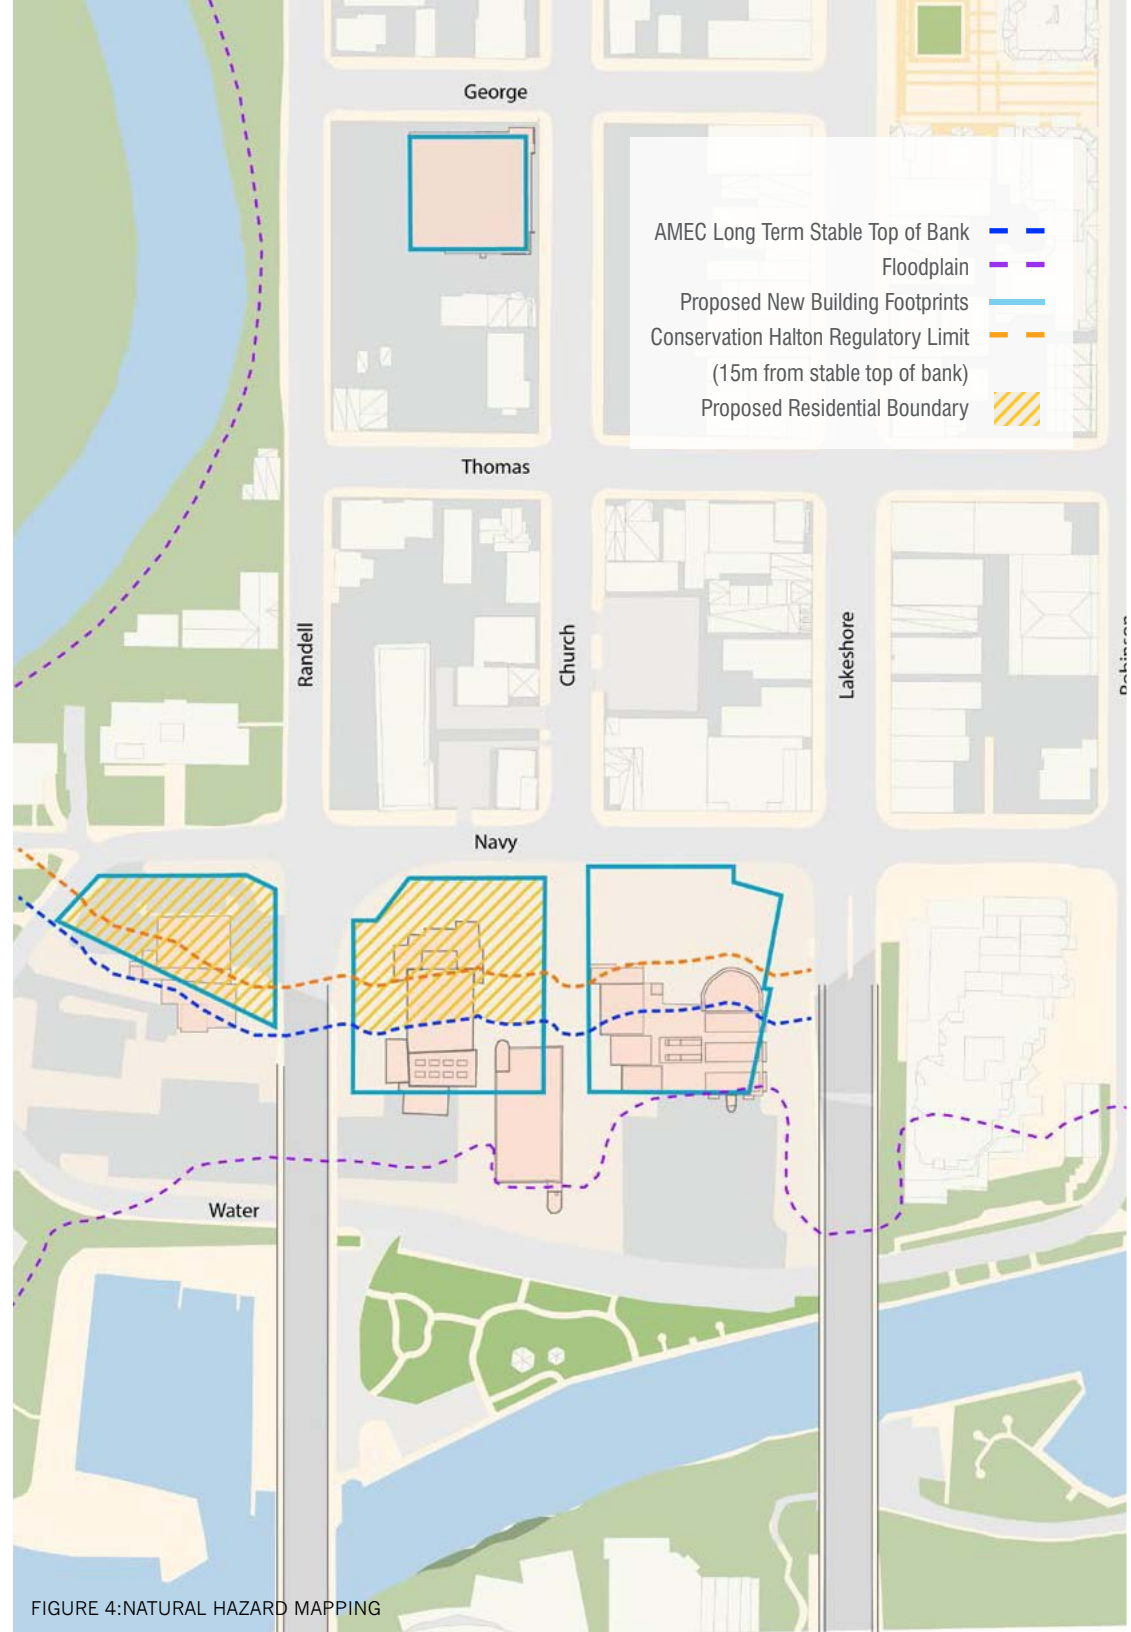 George
AMEC Long Term Stable Top of Bank
Floodplain
Proposed New Building Footprints
Conservation Halton Regulatory Limit
(15m from stable top of bank)
Proposed Residential Boundary
Thomas
Randell
Church
Lakeshore
Navy
Water
FIGURE 4:NATURAL HAZARD MAPPING